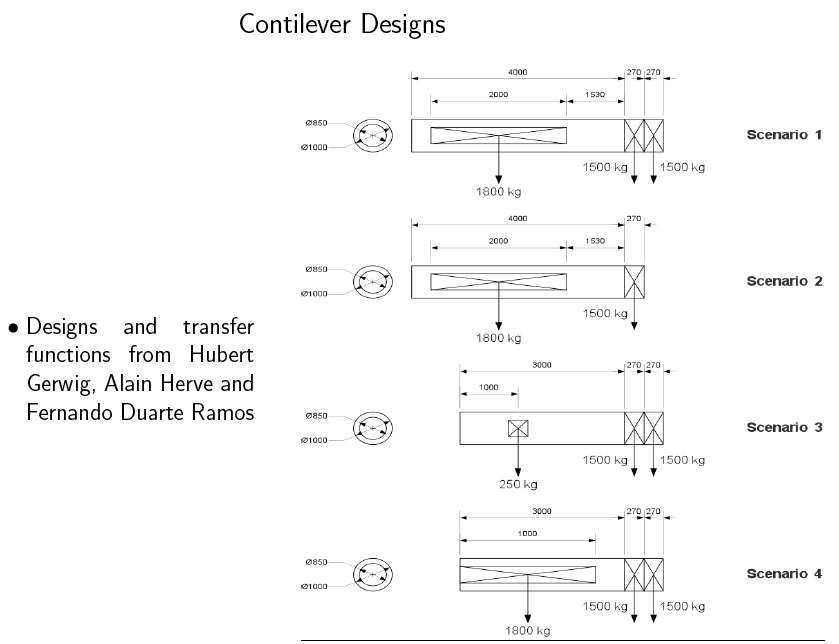 Contilever Designs
4000 270 270
2000 1530
Ø850
Ø1000
Scenario 1
1500 kg 1500 kg
1800 kg
4000 270
2000 1530
Ø850
Ø1000
Scenario 2
1500 kg
1800 kg
• Designs and transfer
functions from Hubert
Gerwig, Alain Herve and
Fernando Duarte Ramos
3000 270 270
1000
Ø850
Ø1000
Scenario 3
1500 kg 1500 kg
250 kg
3000 270 270
1000
Ø850
Ø1000
Scenario 4
1500 kg 1500 kg
1800 kg